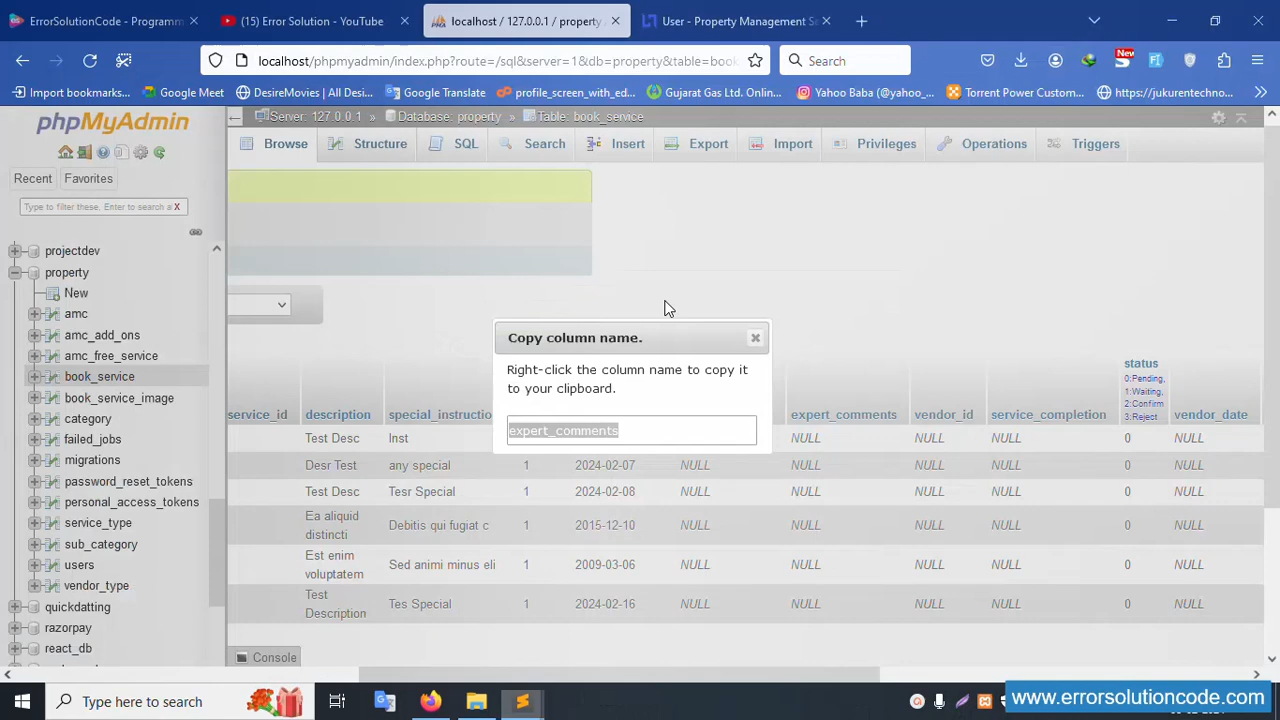 ErrorSolutionCode - Programm
(15) Error Solution - YouTube
localhost / 127.0.0.1 / property
User - Property Management Se
localhost/phpmyadmin/index.php?route=/sql&server=1&db=property&table=book
Search
New
Import bookmarks...
Google Meet
DesireMovies | All Desi...
Google Translate
profile_screen_with_ed...
Gujarat Gas Ltd. Online...
Yahoo Baba (@yahoo_...
Torrent Power Custom...
https://jukurentechno...
phpMyAdmin
Recent
Favorites
Type to filter these, Enter to search al X
projectdev
property
New
amc
amc_add_ons
amc_free_service
book_service
book_service_image
category
failed_jobs
migrations
password_reset_tokens
personal_access_tokens
service_type
sub_category
users
vendor_type
quickdatting
razorpay
react_db
Server: 127.0.0.1 » Database: property » Table: book_service
Browse Structure SQL Search Insert Export Import Privileges Operations Triggers
Copy column name.
Right-click the column name to copy it
to your clipboard.
expert_comments
service_id description special_instructio expert_comments vendor_id service_completion status vendor_date
0:Pending,
1:Waiting,
2:Confirm
3:Reject
Test Desc Inst NULL NULL NULL 0 NULL
Desr Test any special 1 2024-02-07 NULL NULL NULL NULL 0 NULL
Test Desc Tesr Special 1 2024-02-08 NULL NULL NULL NULL 0 NULL
Ea aliquid
distincti
Debitis qui fugiat c 1 2015-12-10 NULL NULL NULL NULL 0 NULL
Est enim
voluptatem
Sed animi minus eli 1 2009-03-06 NULL NULL NULL NULL 0 NULL
Test
Description
Tes Special 1 2024-02-16 NULL NULL NULL NULL 0 NULL
Console
Type here to search
www.errorsolutioncode.com